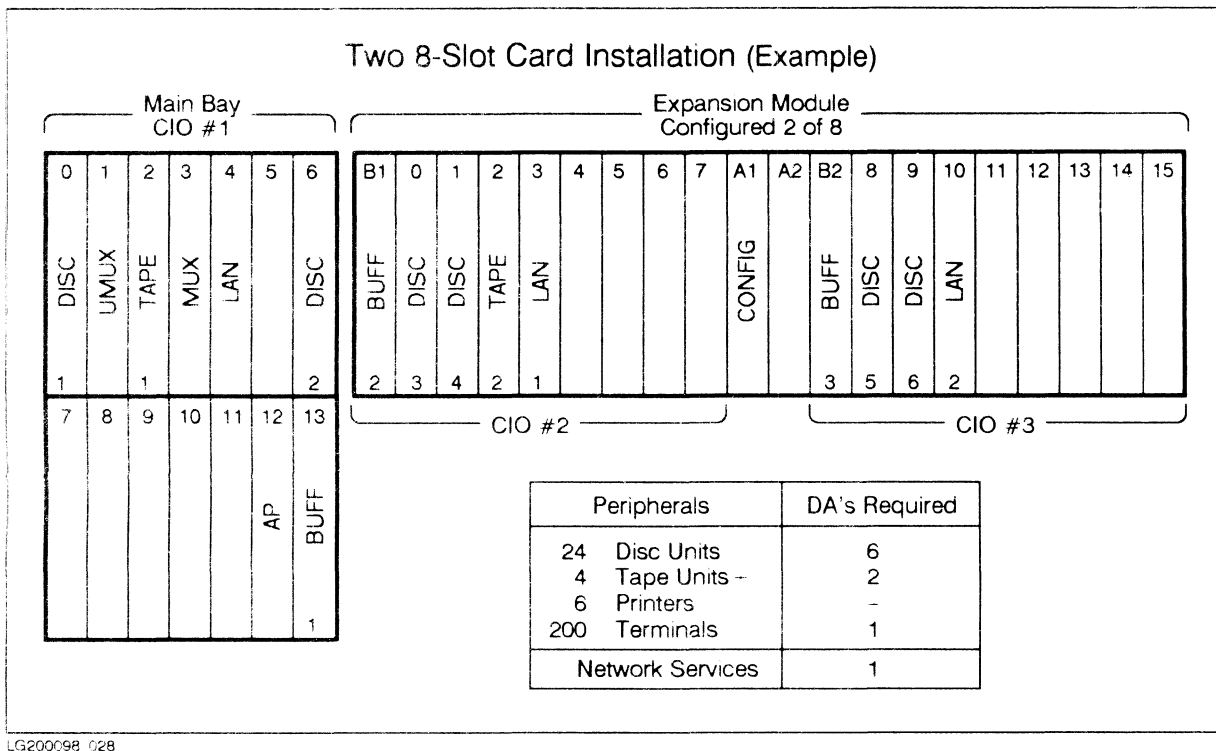 Two 8-Slot Card Installation (Example)
Main Bay
CIO #1
Expansion Module
Configured 2 of 8
0 1 2 3 4 5 6
DISC UMUX TAPE MUX LAN DISC
1 1 2
7 8 9 10 11 12 13
AP BUFF
1
B1 0 1 2 3 4 5 6 7 A1 A2 B2 8 9 10 11 12 13 14 15
BUFF DISC DISC TAPE LAN CONFIG BUFF DISC DISC LAN
2 3 4 2 1 3 5 6 2
CIO #2 CIO #3
Peripherals DA's Required
24 Disc Units 6
4 Tape Units – 2
6 Printers –
200 Terminals 1
Network Services 1
LG200098 028